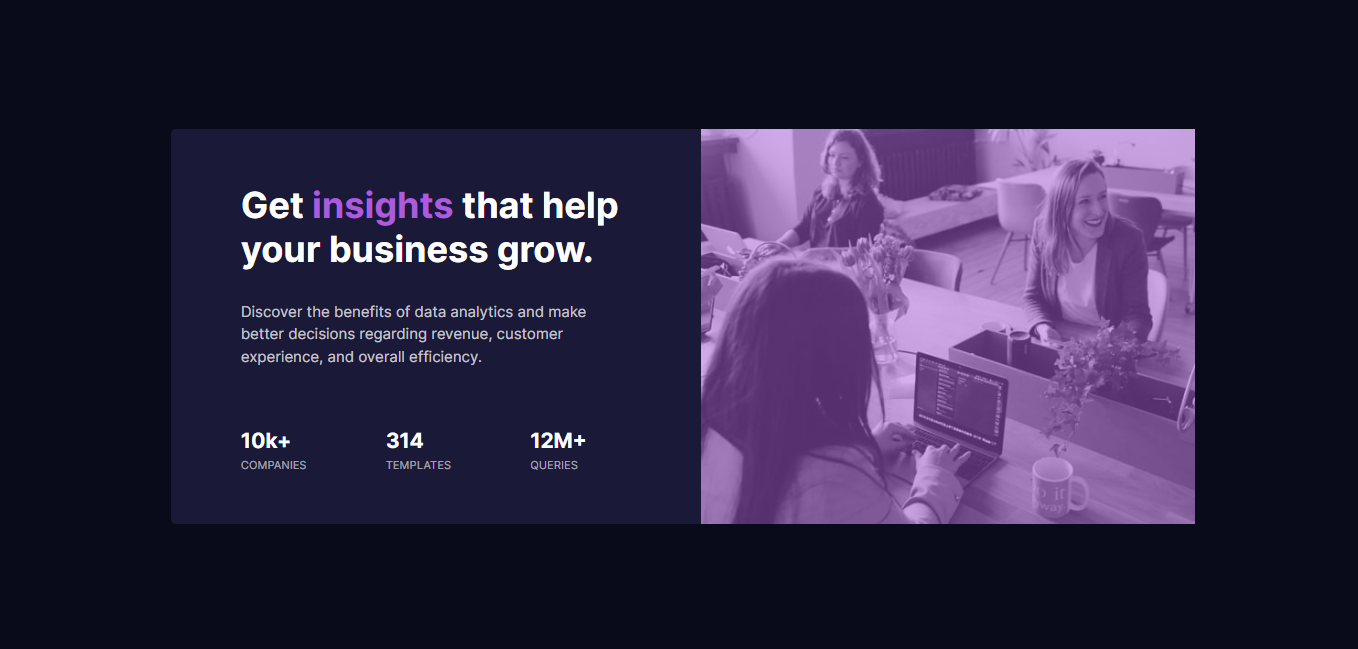 Get insights that help
your business grow.
Discover the benefits of data analytics and make
better decisions regarding revenue, customer
experience, and overall efficiency.
10k+ 314 12M+
COMPANIES TEMPLATES QUERIES